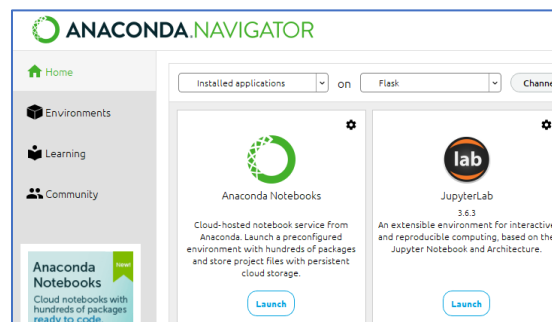 ANACONDA.NAVIGATOR
Home
Installed applications on Flask Channe
Environments
Learning
Community
Anaconda Notebooks
Cloud-hosted notebook service from
Anaconda. Launch a preconfigured
environment with hundreds of packages
and store project files with persistent
cloud storage.
Launch
lab
JupyterLab
3.6.3
An extensible environment for interactive
and reproducible computing, based on the
Jupyter Notebook and Architecture.
Launch
New!
Anaconda
Notebooks
Cloud notebooks with
hundreds of packages
ready to code.